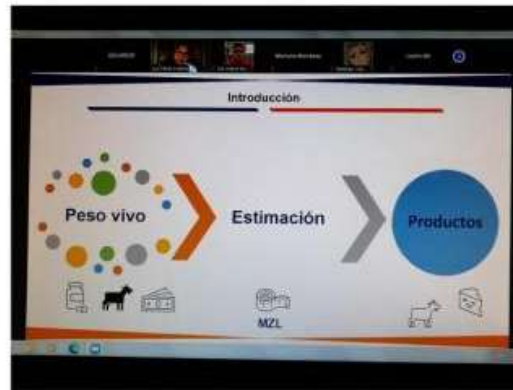 Introducción
Peso vivo
Estimación
Productos
MZL